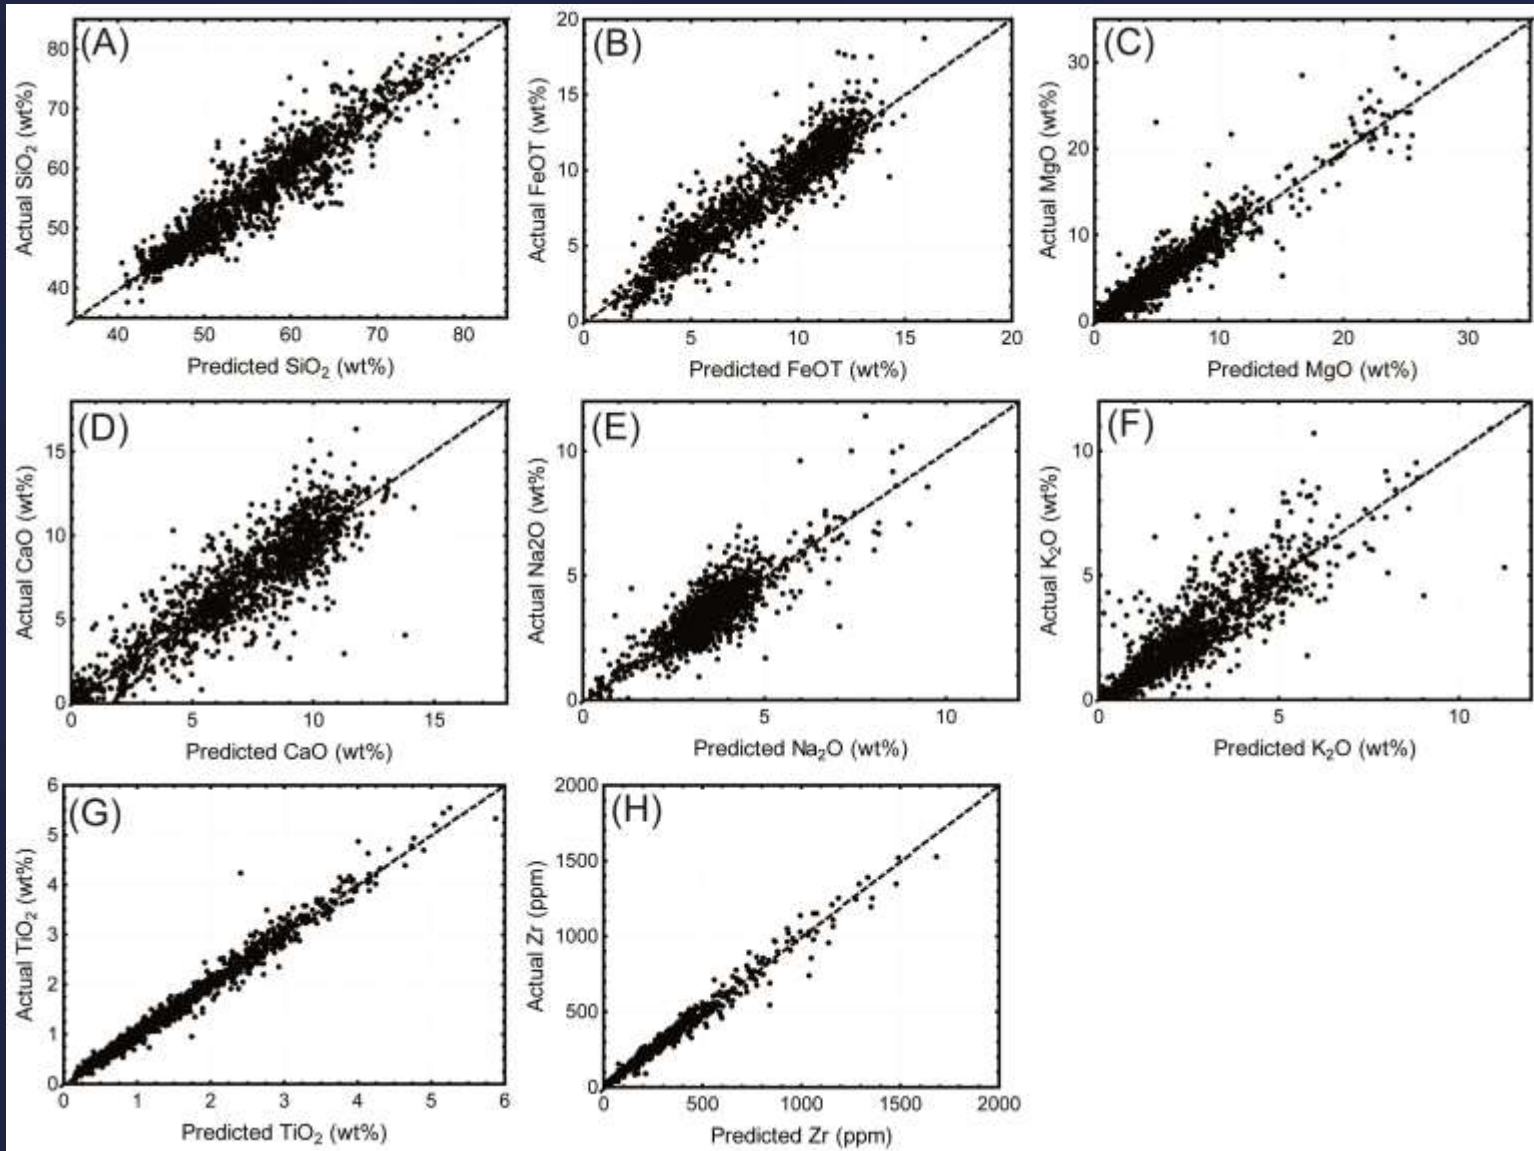 (A)
Actual SiO₂ (wt%)
80
70
60
50
40
40 50 60 70 80
Predicted SiO₂ (wt%)
(B)
Actual FeOT (wt%)
20
15
10
5
0
0 5 10 15 20
Predicted FeOT (wt%)
(C)
Actual MgO (wt%)
30
20
10
0
0 10 20 30
Predicted MgO (wt%)
(D)
Actual CaO (wt%)
15
10
5
0
0 5 10 15
Predicted CaO (wt%)
(E)
Actual Na2O (wt%)
10
5
0
0 5 10
Predicted Na₂O (wt%)
(F)
Actual K₂O (wt%)
10
5
0
0 5 10
Predicted K₂O (wt%)
(G)
Actual TiO₂ (wt%)
6
5
4
3
2
1
0
0 1 2 3 4 5 6
Predicted TiO₂ (wt%)
(H)
Actual Zr (ppm)
2000
1500
1000
500
0
0 500 1000 1500 2000
Predicted Zr (ppm)